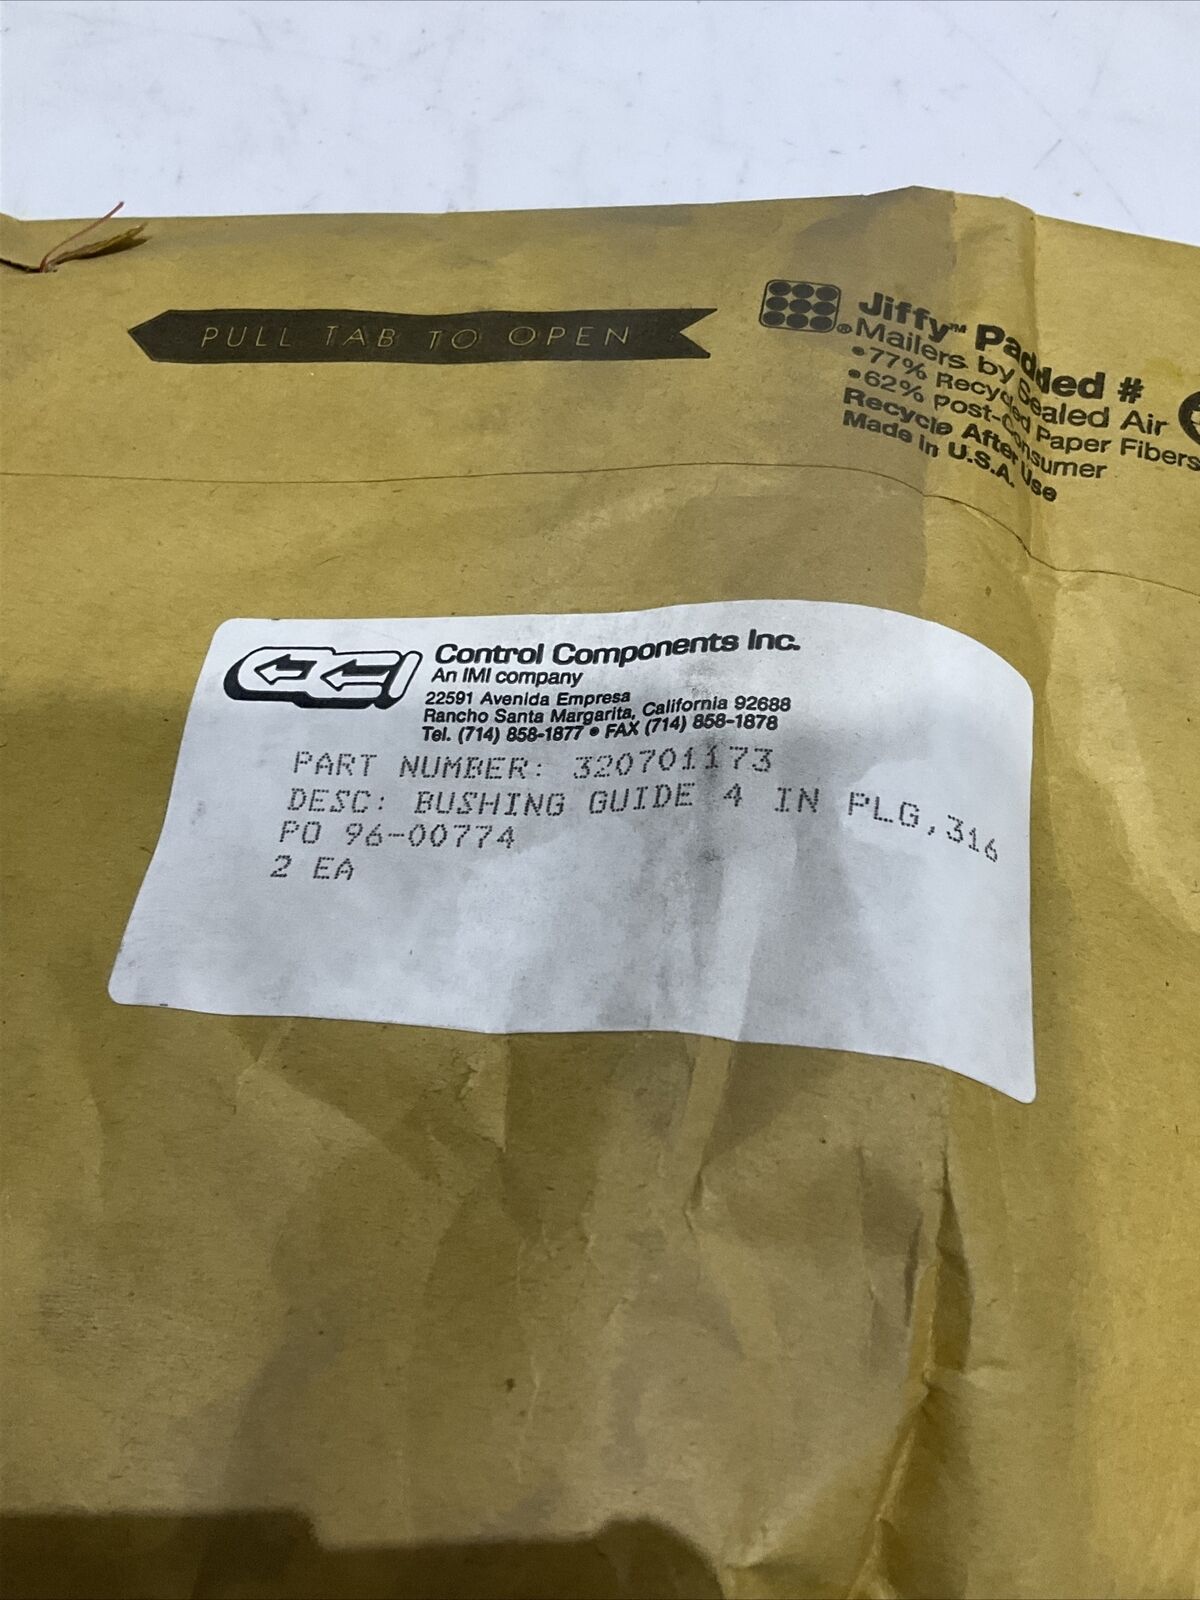 PULL TAB TO OPEN
Jiffy™ Padded #
® Mailers by Sealed Air
•77% Recycled Paper Fibers
•62% Post-Consumer
Recycle After Use
Made in U.S.A.
CCI
Control Components Inc.
An IMI company
22591 Avenida Empresa
Rancho Santa Margarita, California 92688
Tel. (714) 858-1877 • FAX (714) 858-1878
PART NUMBER: 320701173
DESC: BUSHING GUIDE 4 IN PLG,316
PO 96-00774
2 EA